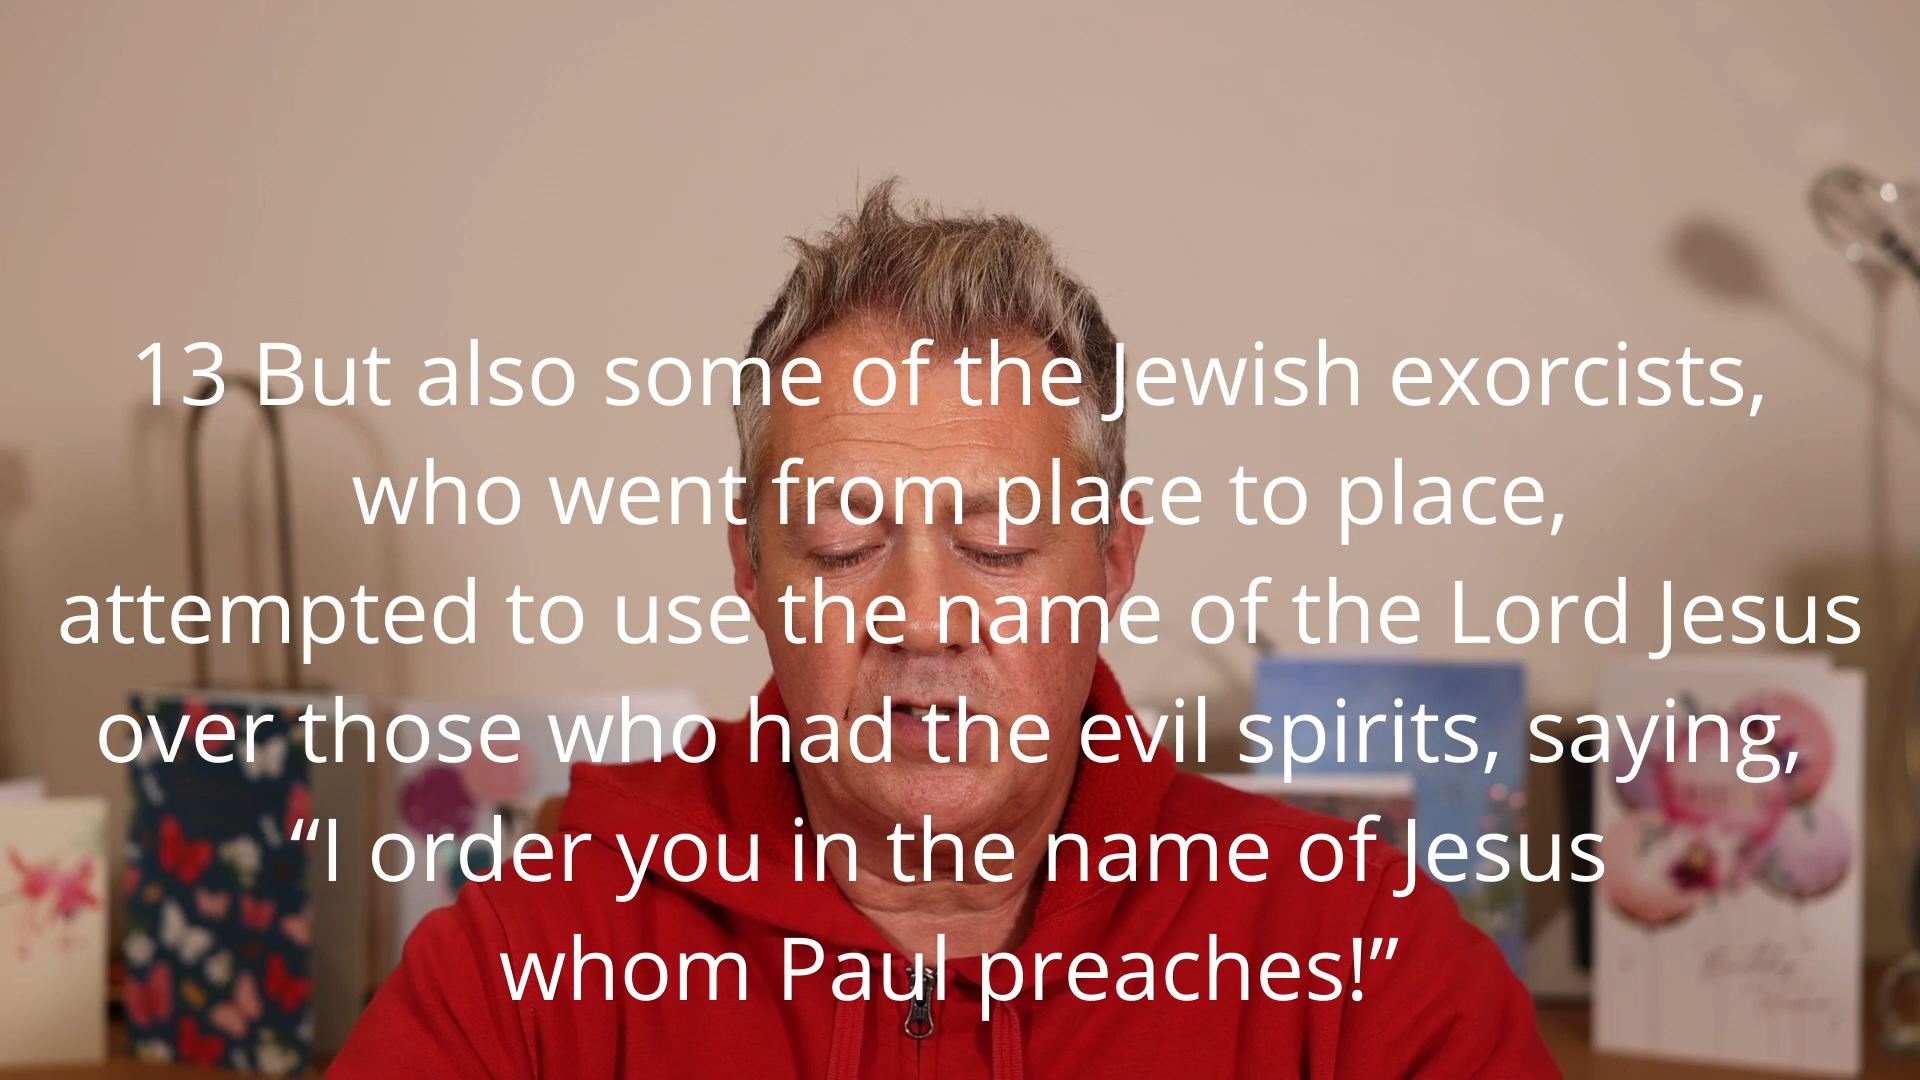 13 But also some of the Jewish exorcists,
who went from place to place,
attempted to use the name of the Lord Jesus
over those who had the evil spirits, saying,
“I order you in the name of Jesus
whom Paul preaches!”